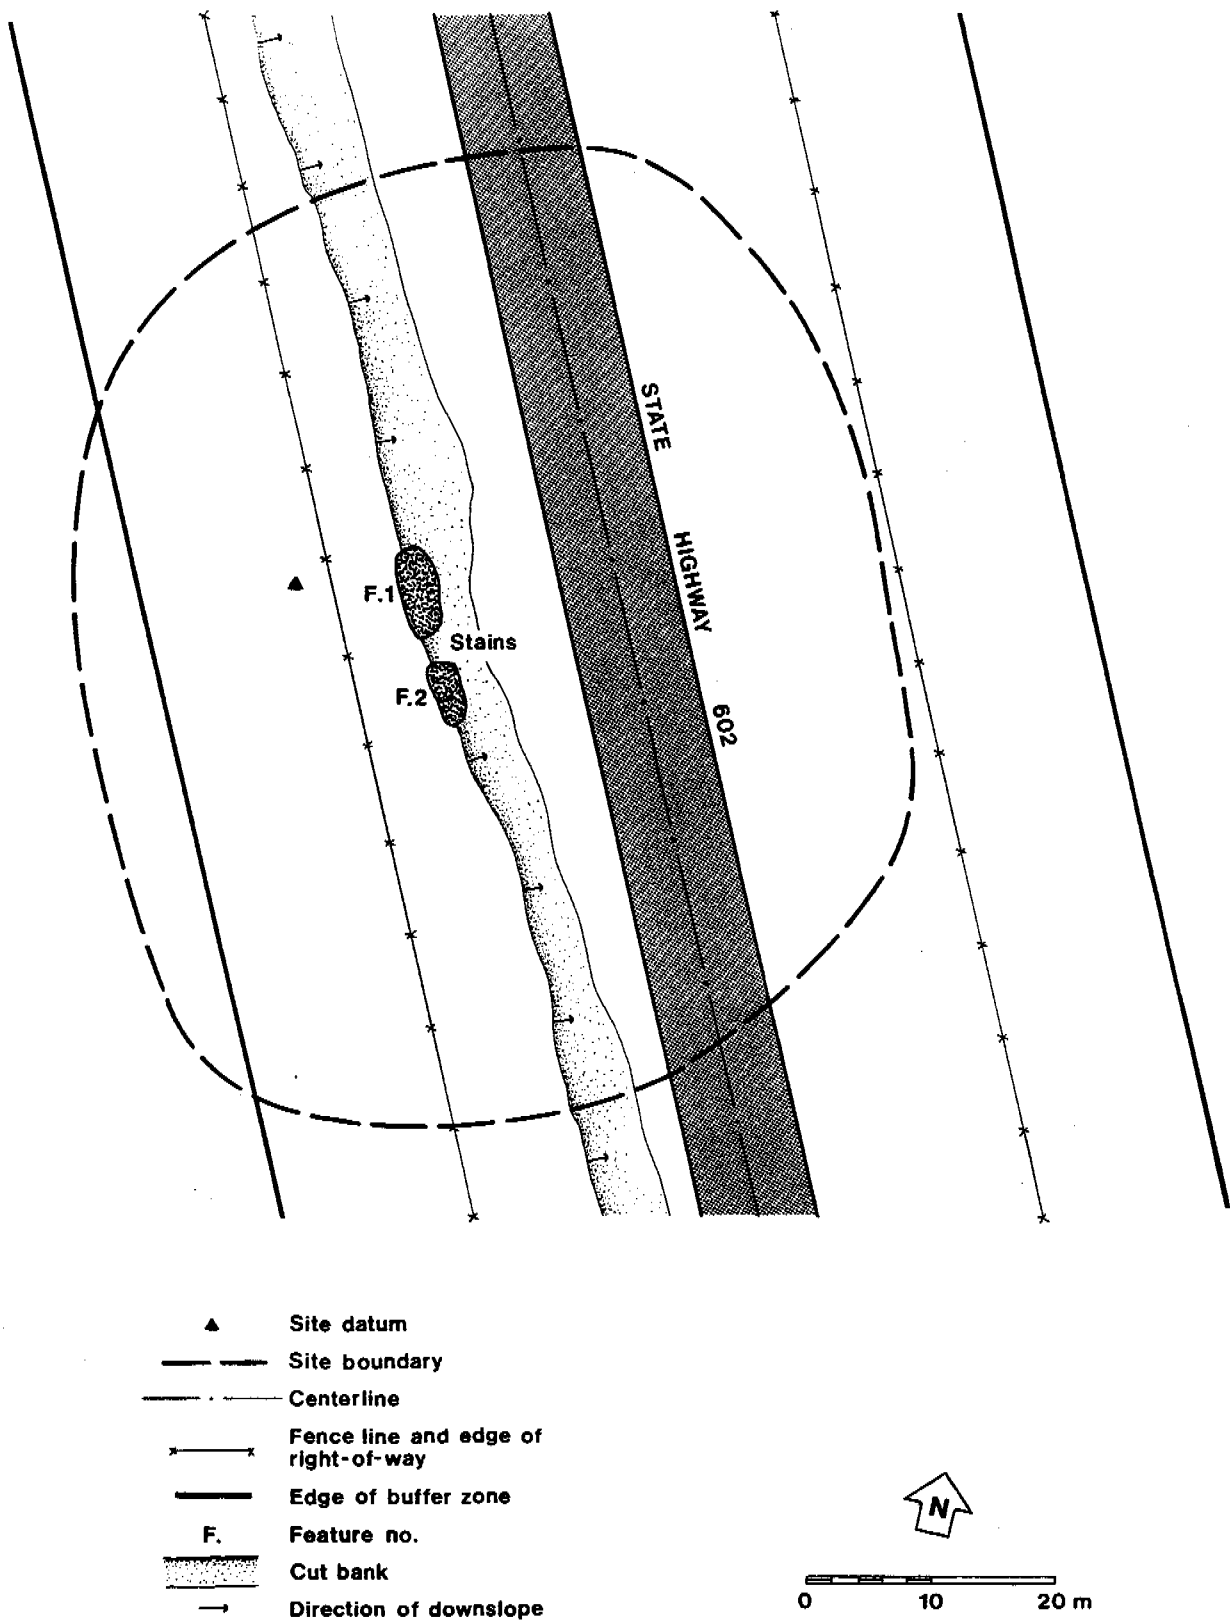 STATE
HIGHWAY
602
F.1
Stains
F.2
Site datum
Site boundary
Centerline
Fence line and edge of
right-of-way
Edge of buffer zone
F. Feature no.
Cut bank
Direction of downslope
N
0 10 20 m